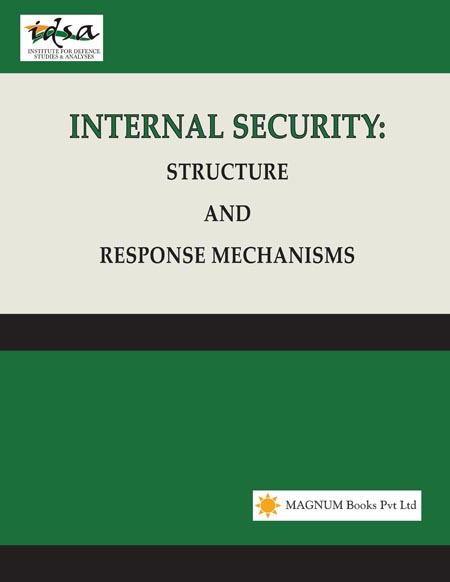 idsa
INSTITUTE FOR DEFENCE
STUDIES & ANALYSES
INTERNAL SECURITY:
STRUCTURE
AND
RESPONSE MECHANISMS
MAGNUM Books Pvt Ltd